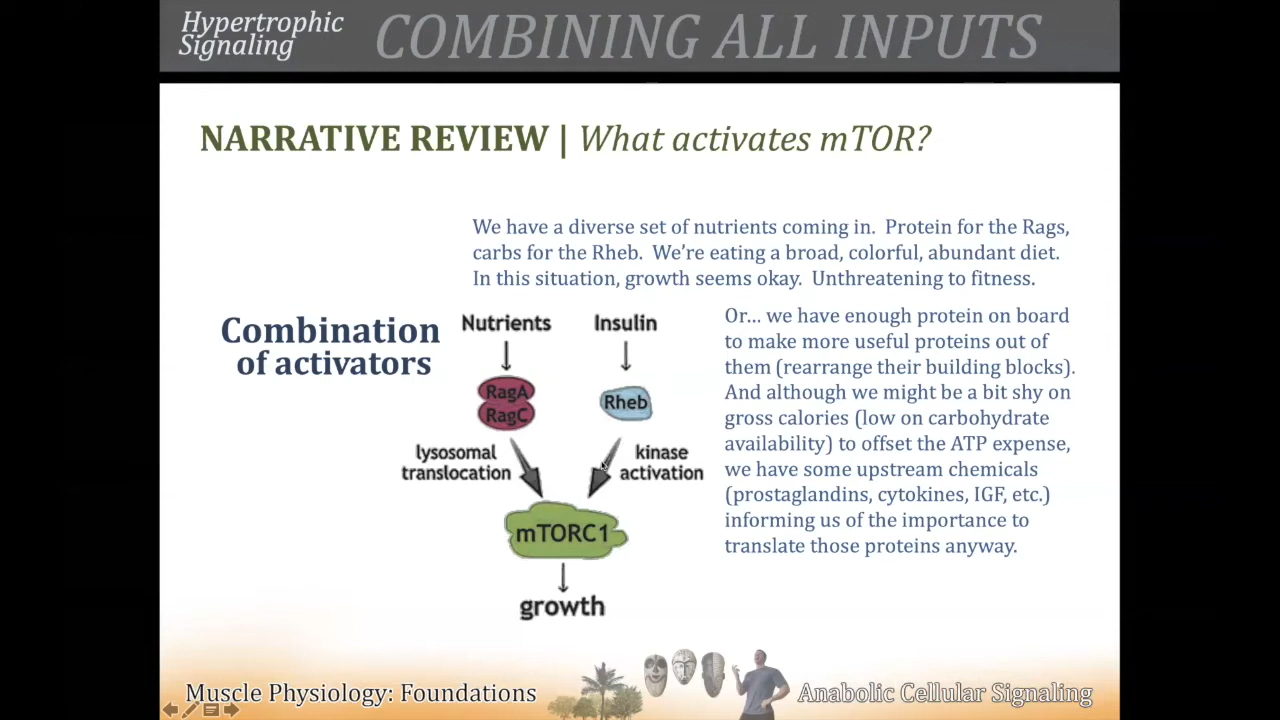 Hypertrophic
Signaling
COMBINING ALL INPUTS
NARRATIVE REVIEW | What activates mTOR?
We have a diverse set of nutrients coming in.  Protein for the Rags,
carbs for the Rheb.  We’re eating a broad, colorful, abundant diet.
In this situation, growth seems okay.  Unthreatening to fitness.
Combination
of activators
Nutrients
Insulin
RagA
RagC
Rheb
lysosomal
translocation
kinase
activation
mTORC1
growth
Or… we have enough protein on board
to make more useful proteins out of
them (rearrange their building blocks).
And although we might be a bit shy on
gross calories (low on carbohydrate
availability) to offset the ATP expense,
we have some upstream chemicals
(prostaglandins, cytokines, IGF, etc.)
informing us of the importance to
translate those proteins anyway.
Muscle Physiology: Foundations
Anabolic Cellular Signaling